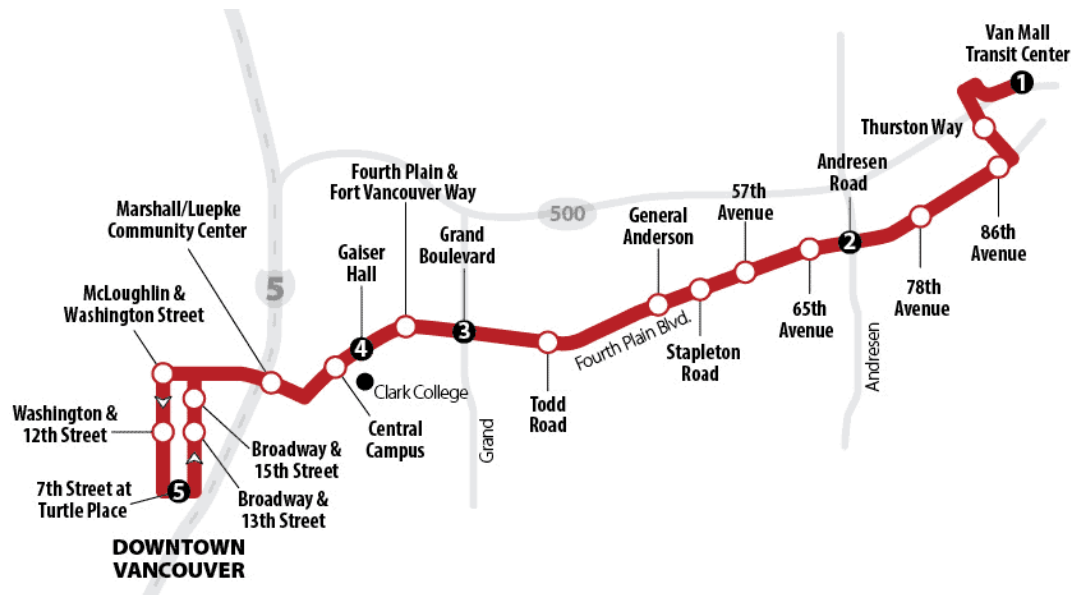 Van Mall
Transit Center
1
Thurston Way
Andresen
Road
57th
Avenue
Fourth Plain &
Fort Vancouver Way
500
General
Anderson
Marshall/Luepke
Community Center
Grand
Boulevard
Gaiser
Hall
86th
Avenue
2
78th
Avenue
65th
Avenue
5
McLoughlin &
Washington Street
3
4
Fourth Plain Blvd.
Stapleton
Road
Andresen
Clark College
Todd
Road
Grand
Central
Campus
Washington &
12th Street
Broadway &
15th Street
7th Street at
Turtle Place
5
Broadway &
13th Street
DOWNTOWN
VANCOUVER